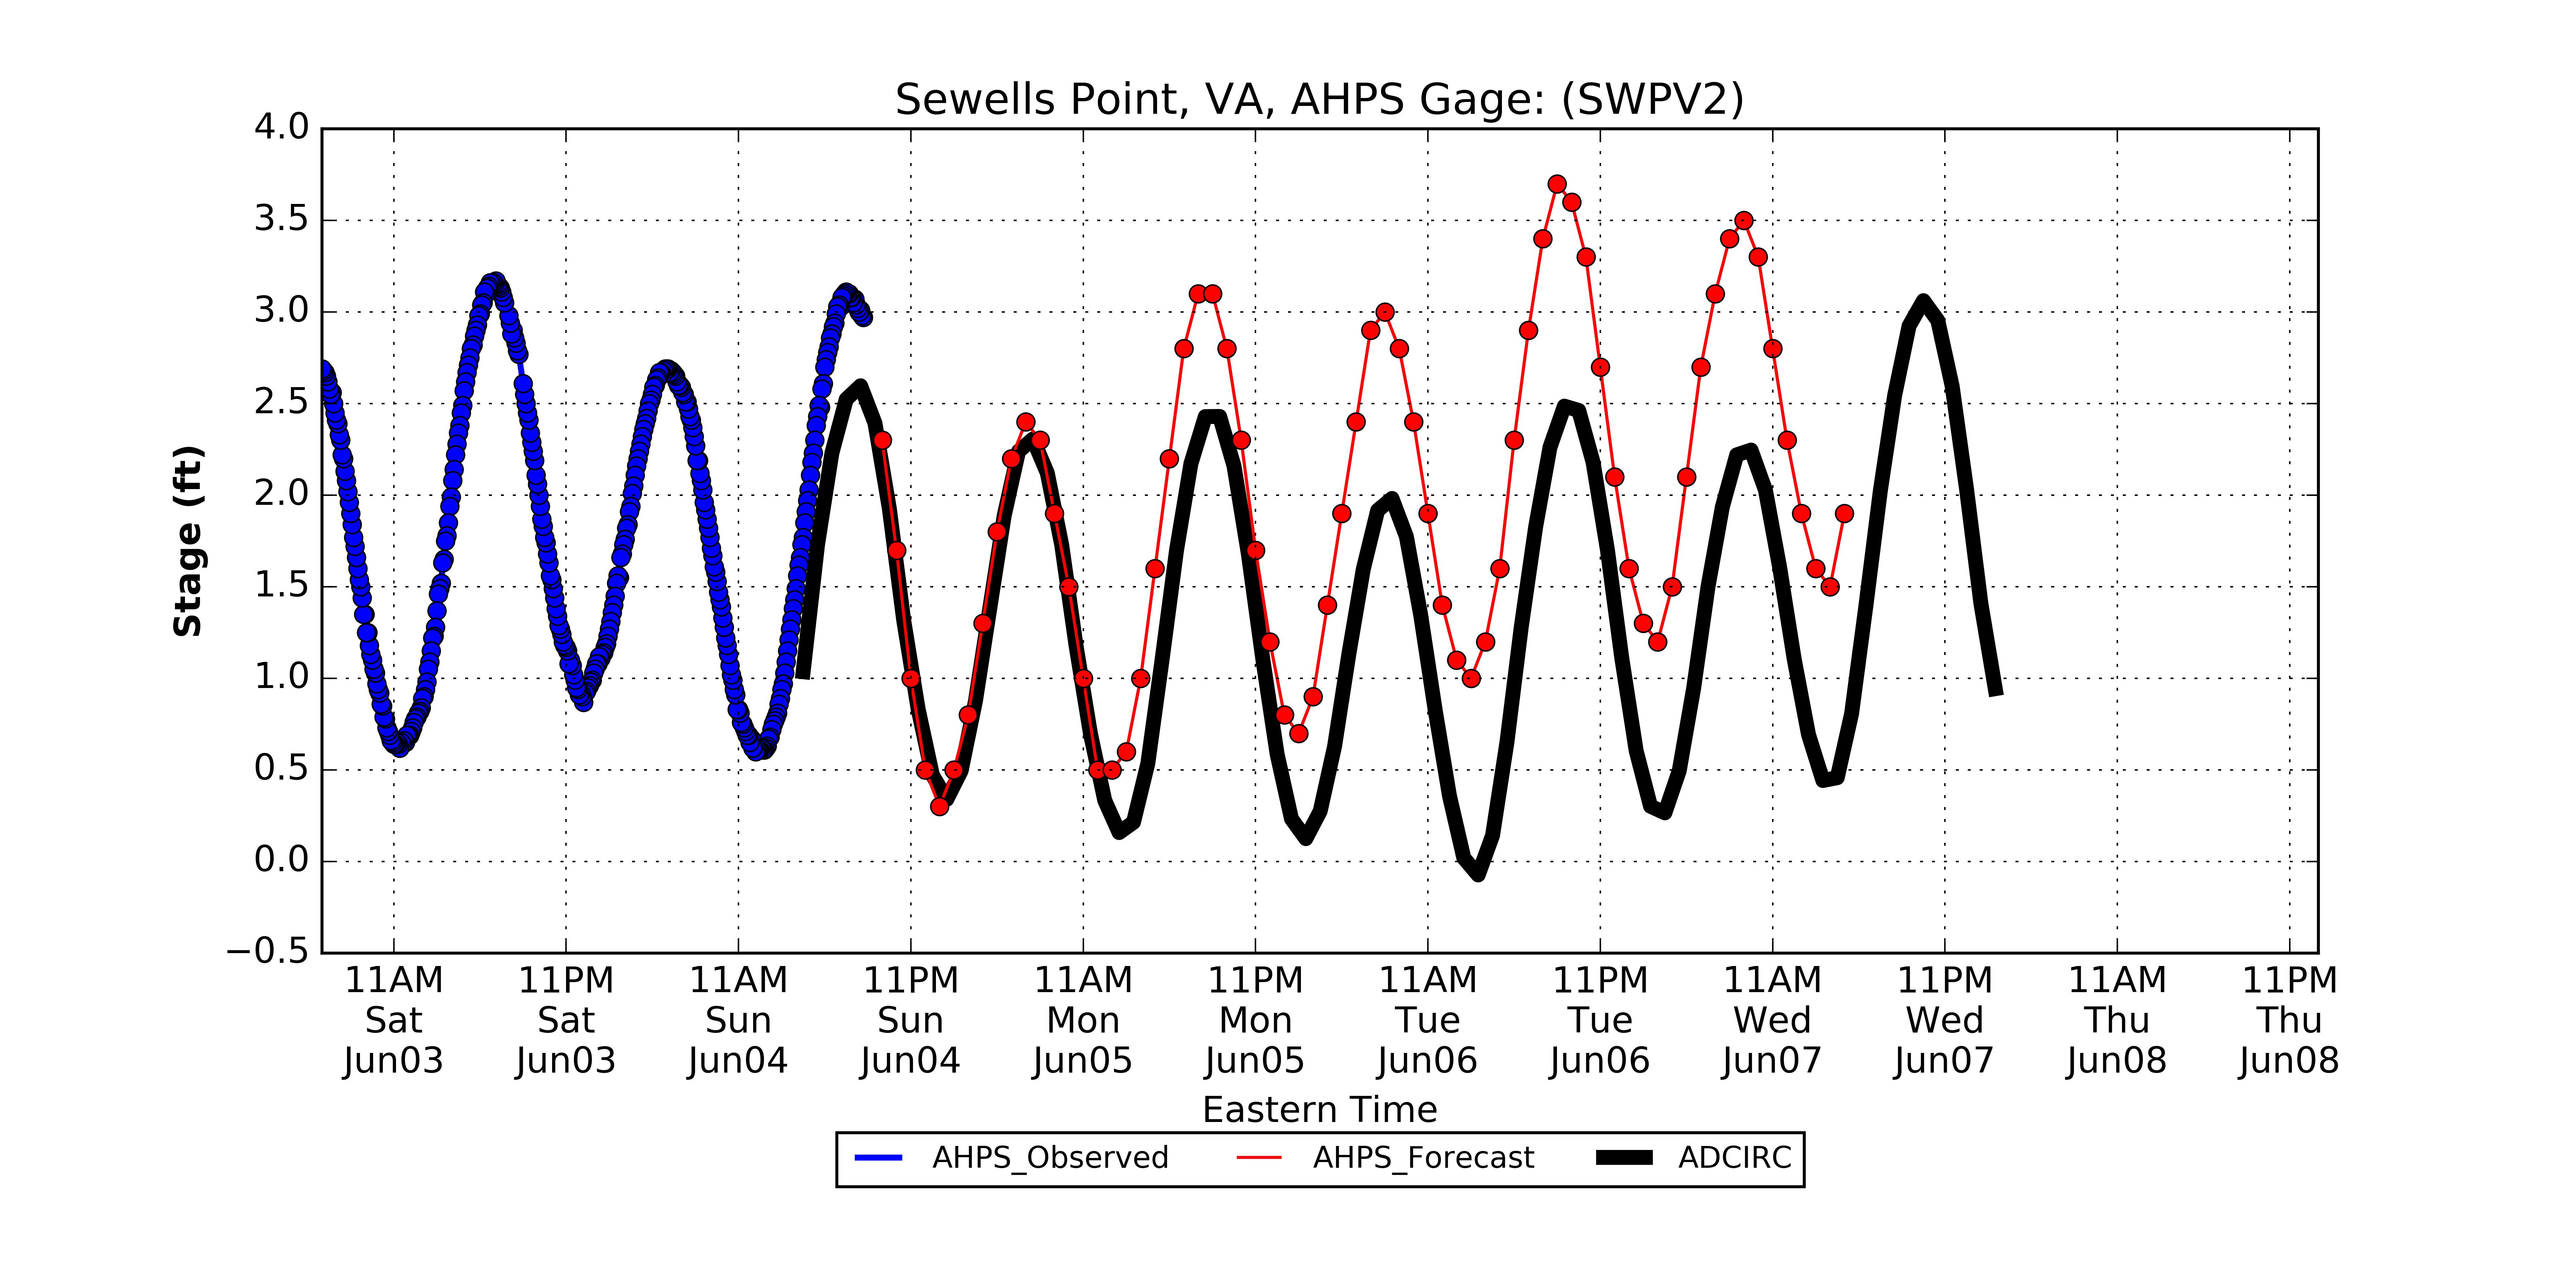 Sewells Point, VA, AHPS Gage: (SWPV2)
4.0
3.5
3.0
2.5
2.0
1.5
1.0
0.5
0.0
−0.5
Stage (ft)
11AM 11PM 11AM 11PM 11AM 11PM 11AM 11PM 11AM 11PM 11AM 11PM
Sat Sat Sun Sun Mon Mon Tue Tue Wed Wed Thu Thu
Jun03 Jun03 Jun04 Jun04 Jun05 Jun05 Jun06 Jun06 Jun07 Jun07 Jun08 Jun08
Eastern Time
AHPS_Observed AHPS_Forecast ADCIRC